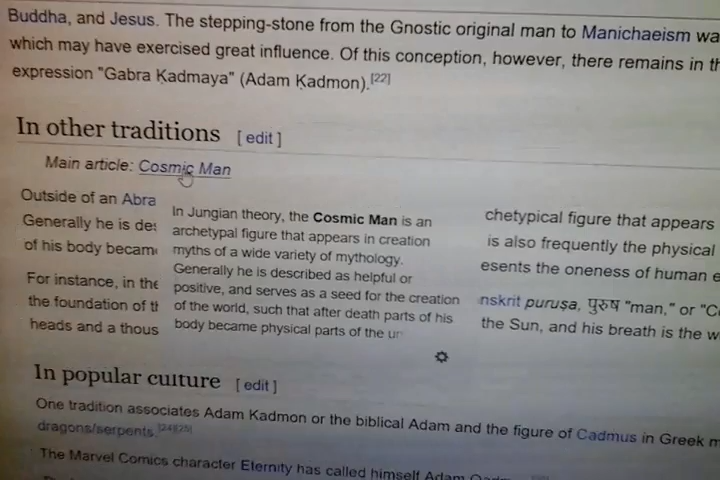 Buddha, and Jesus. The stepping-stone from the Gnostic original man to Manichaeism
which may have exercised great influence. Of this conception, however, there remains in
expression "Gabra Ḳadmaya" (Adam Ḳadmon).[22]
In other traditions [ edit ]
Main article: Cosmic Man
Outside of an Abra
Generally he is
of his body
For instance, in the
the foundation of
heads and a thous
In Jungian theory, the Cosmic Man is an
archetypal figure that appears in creation
myths of a wide variety of mythology.
Generally he is described as helpful or
positive, and serves as a seed for the creation
of the world, such that after death parts of his
body became physical parts of the
chetypical figure that appears
is also frequently the physical
esents the oneness of human
nskrit puruṣa, पुरुष "man," or
the Sun, and his breath is the
In popular culture [ edit ]
One tradition associates Adam Kadmon or the biblical Adam and the figure of Cadmus in Greek
dragons/serpents.[24][25]
The Marvel Comics character Eternity has called himself Adam